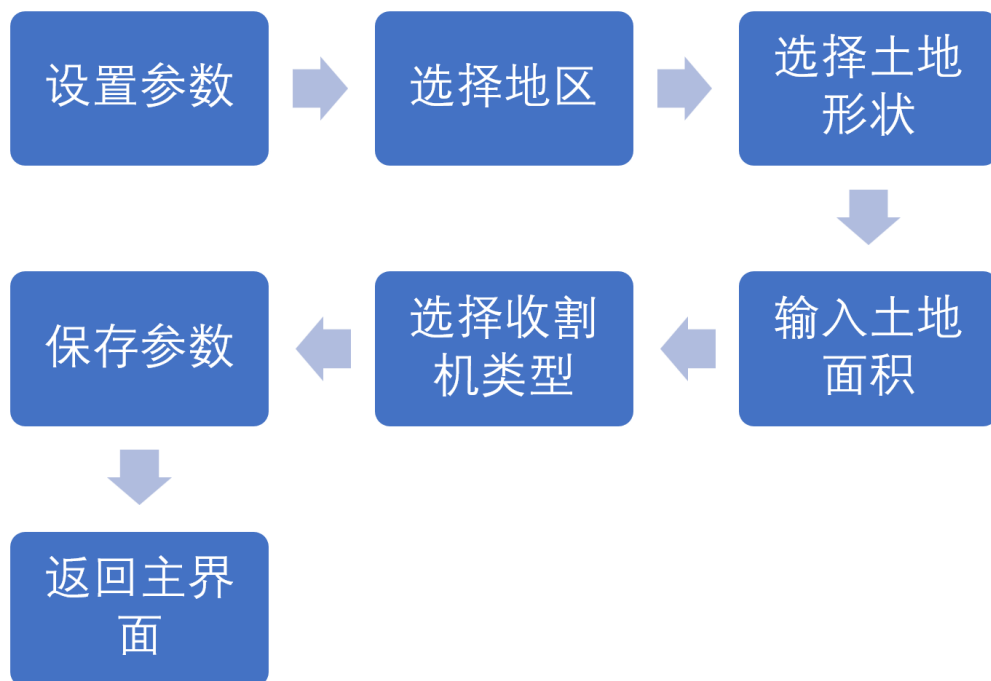 设置参数
选择地区
选择土地
形状
输入土地
面积
选择收割
机类型
保存参数
返回主界
面